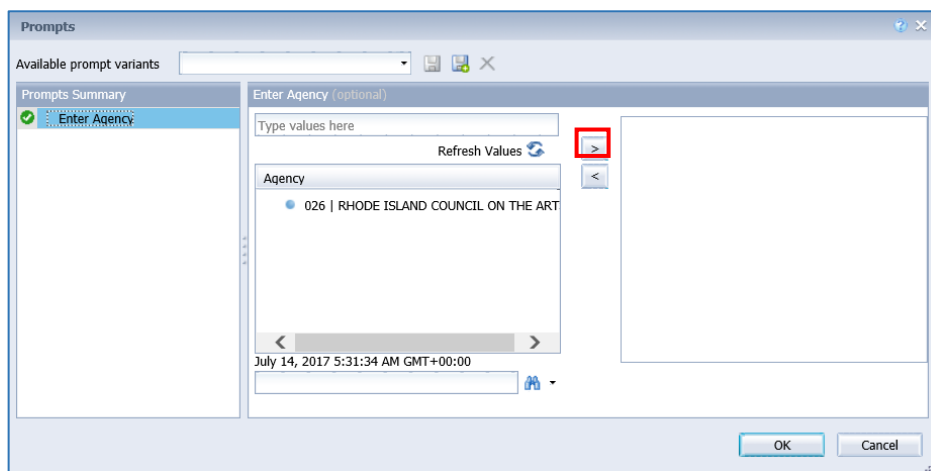 Prompts
Available prompt variants
Prompts Summary
Enter Agency
Enter Agency (optional)
Type values here
Refresh Values
>
<
Agency
026 | RHODE ISLAND COUNCIL ON THE ART
July 14, 2017 5:31:34 AM GMT+00:00
OK
Cancel